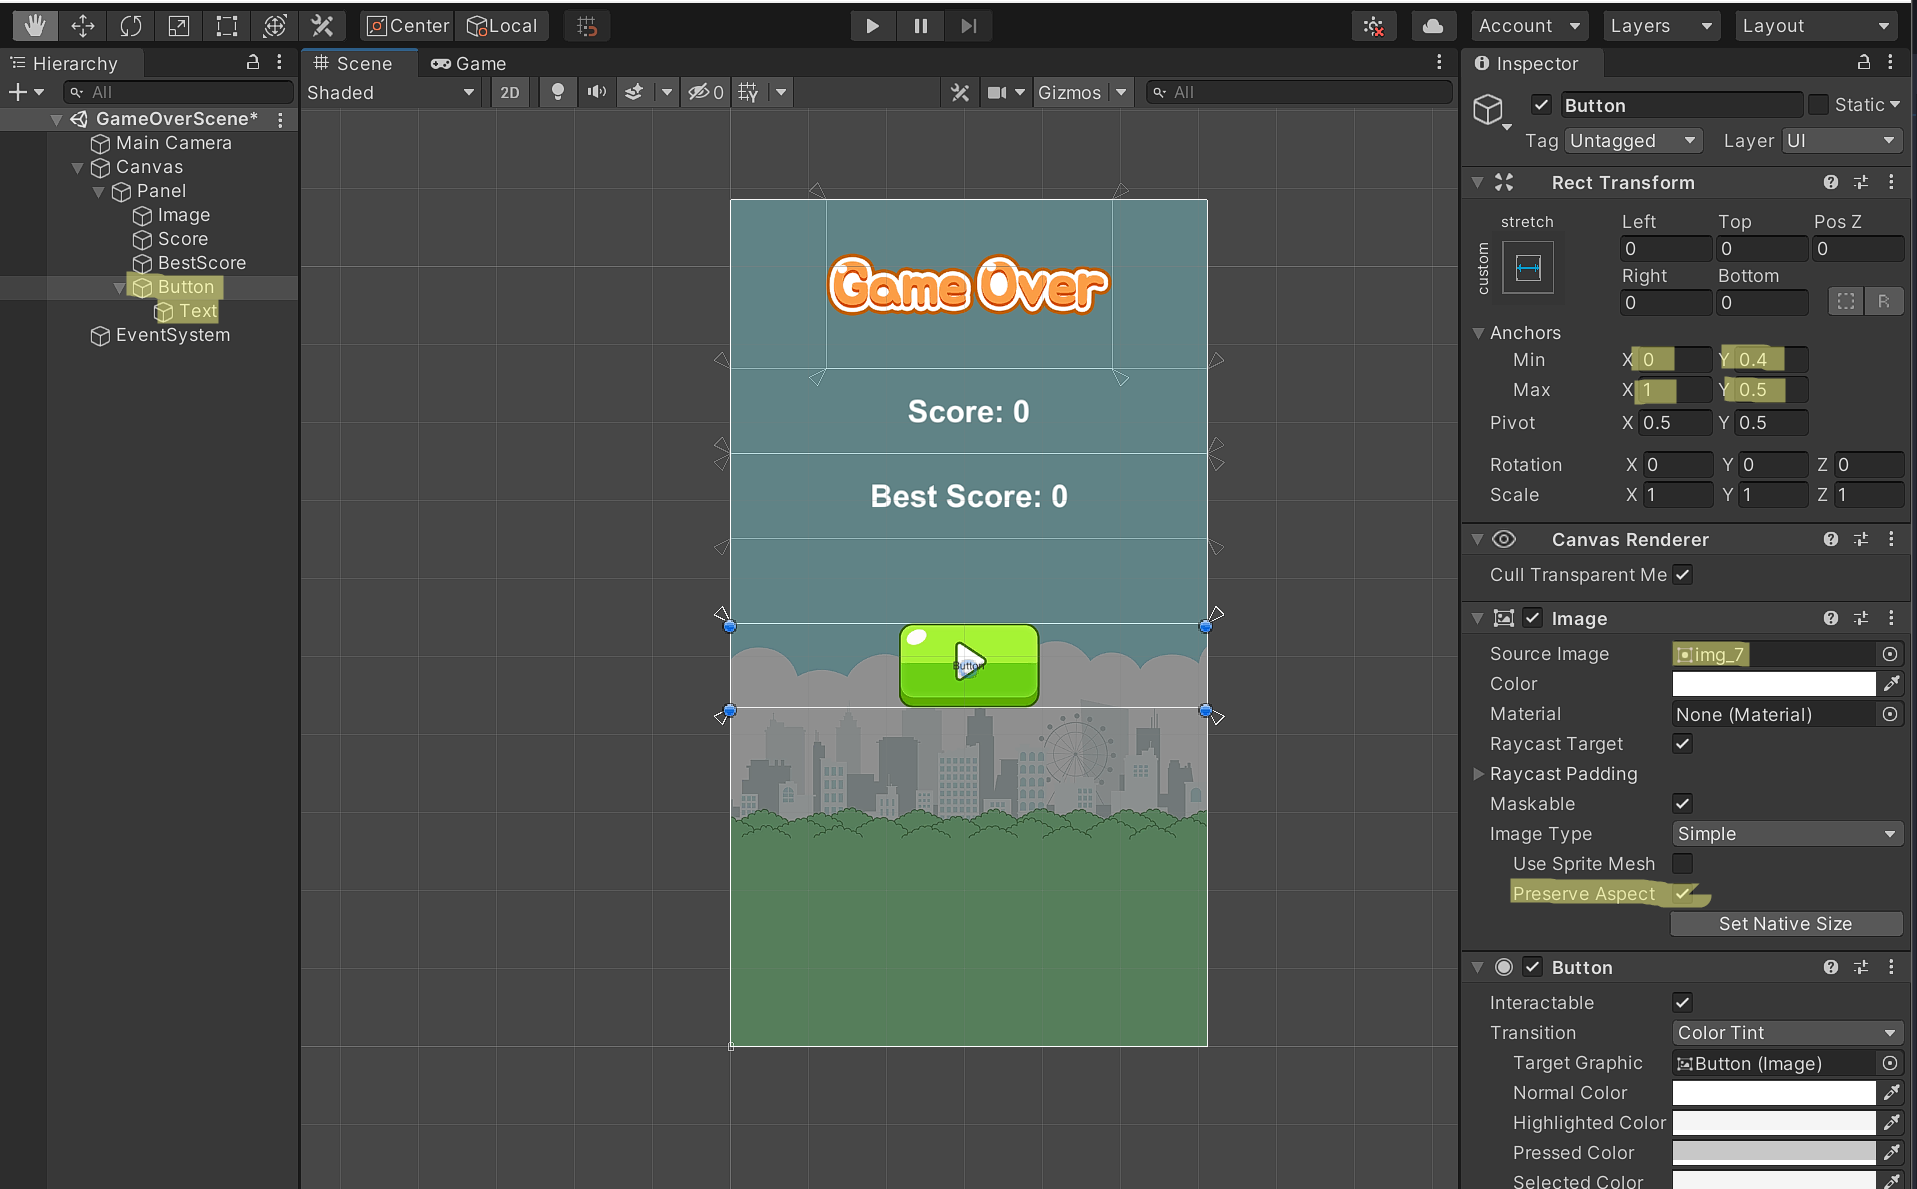 Center
Local
Account
Layers
Layout
Hierarchy
Scene
Game
Inspector
All
Shaded
2D
0
Gizmos
All
Button
Static
GameOverScene*
Tag Untagged
Layer UI
Main Camera
Canvas
Panel
Image
Score
BestScore
Button
Text
EventSystem
Game Over
Score: 0
Best Score: 0
Button
Rect Transform
stretch
custom
Left Top Pos Z
0 0 0
Right Bottom
0 0
R
Anchors
Min X 0 Y 0.4
Max X 1 Y 0.5
Pivot X 0.5 Y 0.5
Rotation X 0 Y 0 Z 0
Scale X 1 Y 1 Z 1
Canvas Renderer
Cull Transparent Me
Image
Source Image img_7
Color
Material None (Material)
Raycast Target
Raycast Padding
Maskable
Image Type Simple
Use Sprite Mesh
Preserve Aspect
Set Native Size
Button
Interactable
Transition Color Tint
Target Graphic Button (Image)
Normal Color
Highlighted Color
Pressed Color
Selected Color